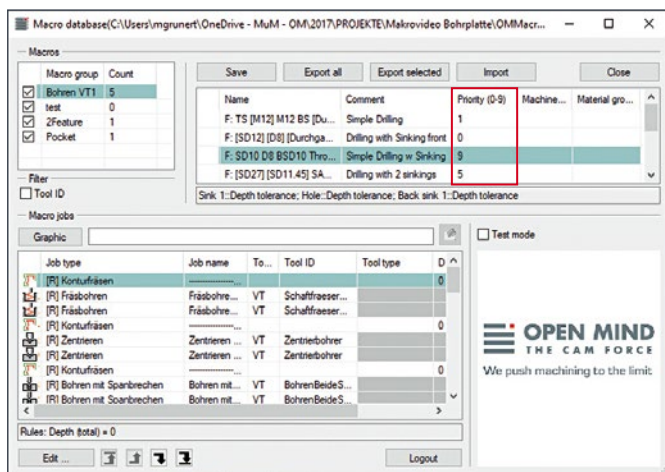 Macro database(C:\Users\mgrunert\OneDrive - MuM - OM\2017\PROJEKTE\Makrovideo Bohrplatte\OMMacr...
Macros
Macro group Count
Bohren VT1 5
test 0
2Feature 1
Pocket 1
Filter
Tool ID
Save Export all Export selected Import Close
Name Comment Priority (0-9) Machine... Material gro...
F: TS [M12] M12 BS [Du... Simple Drilling 1
F: [SD12] [D8] [Durchga... Drilling with Sinking front 0
F: SD10 D8 BSD10 Thro... Simple Drilling w Sinking 9
F: [SD27] [SD11.45] SA... Drilling with 2 sinkings 5
Sink 1::Depth tolerance; Hole::Depth tolerance; Back sink 1::Depth tolerance
Macro jobs
Graphic
Test mode
Job type Job name To... Tool ID Tool type D
[R] Konturfräsen ---------------... 0
[R] Fräsbohren Fräsbohre... VT Schaftfraeser...
[R] Fräsbohren Fräsbohre... VT Schaftfraeser...
[R] Konturfräsen ---------------... 0
[R] Zentrieren Zentrieren ... VT Zentrierbohrer
[R] Zentrieren Zentrieren ... VT Zentrierbohrer
[R] Konturfräsen ---------------... 0
[R] Bohren mit Spanbrechen Bohren mit... VT BohrenBeideS...
[R] Bohren mit Spanbrechen Bohren mit... VT BohrenBeideS...
OPEN MIND
THE CAM FORCE
We push machining to the limit
Rules: Depth (total) = 0
Edit ... Logout